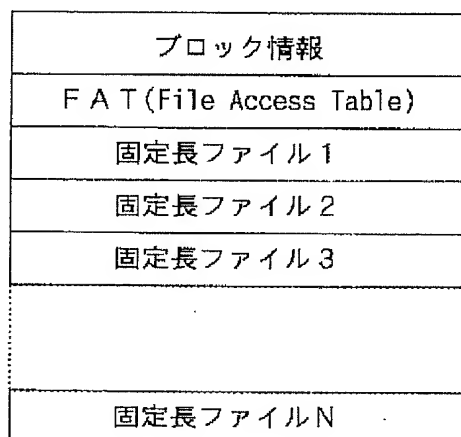 ブロック情報
FAT(File Access Table)
固定長ファイル1
固定長ファイル2
固定長ファイル3
固定長ファイルN